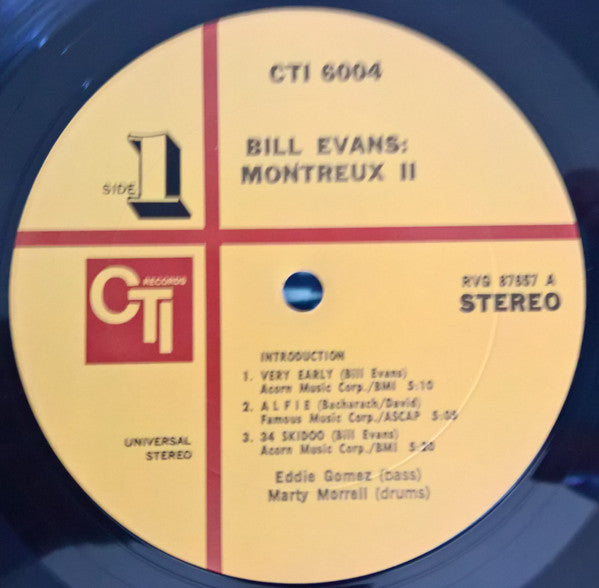 CTI 6004
BILL EVANS:
MONTREUX II
SIDE 1
CTI RECORDS
RVG 87657 A
STEREO
INTRODUCTION
1. VERY EARLY (Bill Evans)
Acorn Music Corp./BMI 5:10
2. A L F I E (Bacharach/David)
Famous Music Corp./ASCAP 5:05
3. 34 SKIDOO (Bill Evans)
Acorn Music Corp./BMI 5:20
UNIVERSAL
STEREO
Eddie Gomez (bass)
Marty Morrell (drums)